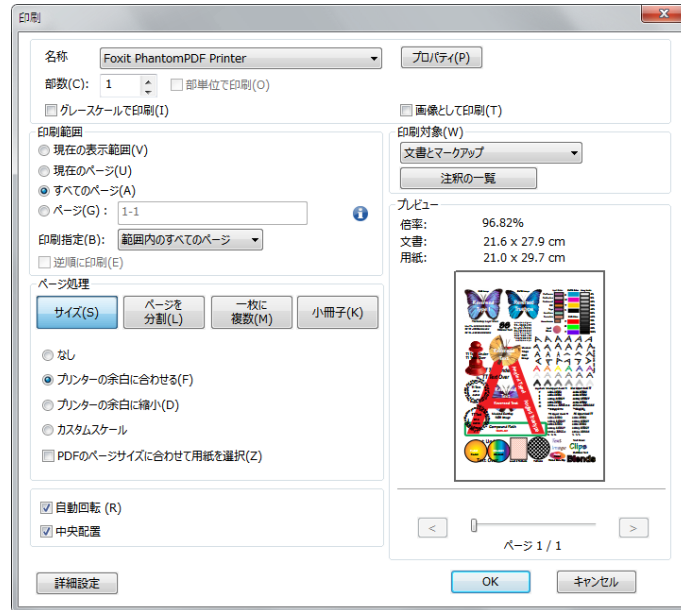 印刷
名称
Foxit PhantomPDF Printer
プロパティ(P)
部数(C):
1
部単位で印刷(O)
グレースケールで印刷(I)
画像として印刷(T)
印刷範囲
現在の表示範囲(V)
現在のページ(U)
すべてのページ(A)
ページ(G) :
1-1
印刷指定(B):
範囲内のすべてのページ
逆順に印刷(E)
印刷対象(W)
文書とマークアップ
注釈の一覧
ページ処理
サイズ(S)
ページを
分割(L)
一枚に
複数(M)
小冊子(K)
なし
プリンターの余白に合わせる(F)
プリンターの余白に縮小(D)
カスタムスケール
PDFのページサイズに合わせて用紙を選択(Z)
自動回転 (R)
中央配置
プレビュー
倍率: 96.82%
文書: 21.6 x 27.9 cm
用紙: 21.0 x 29.7 cm
Compound Path
Image
Clips
Blends
<
>
ページ 1 / 1
詳細設定
OK
キャンセル